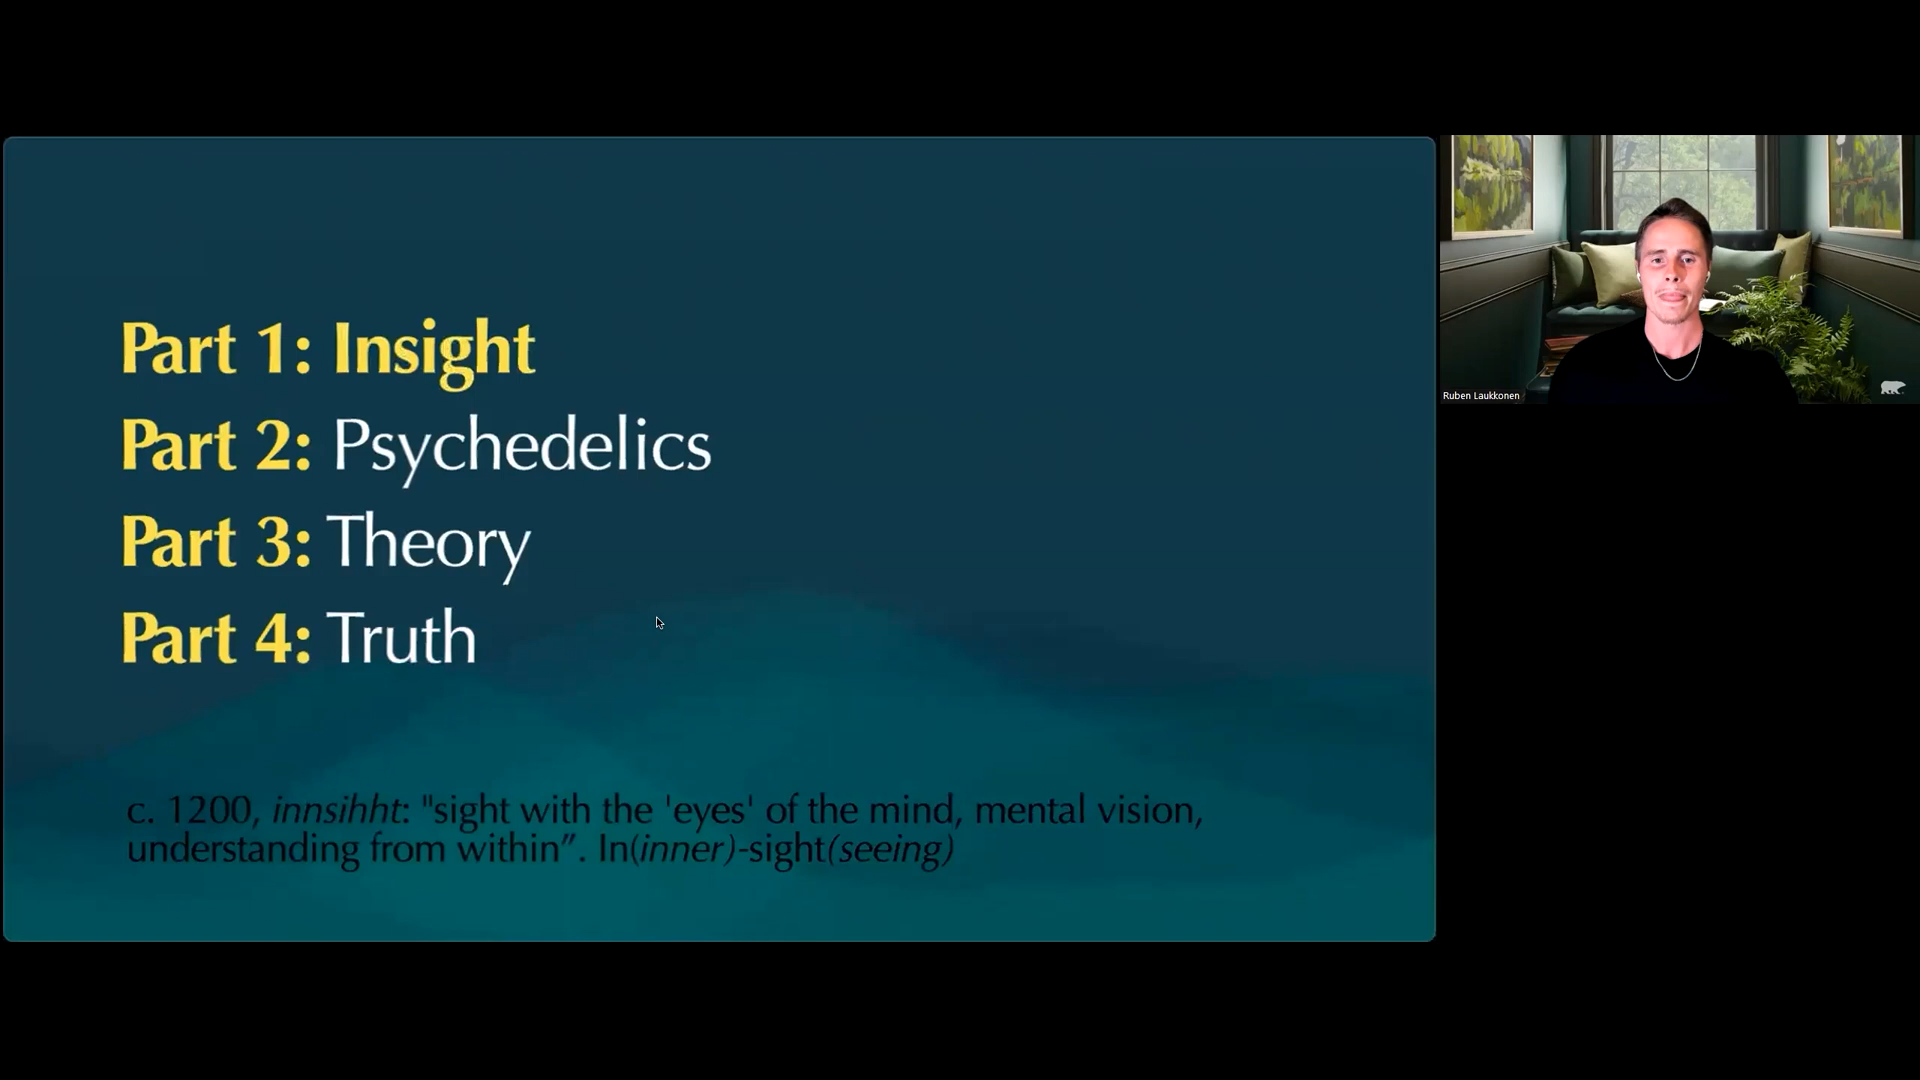 Part 1: Insight
Part 2: Psychedelics
Part 3: Theory
Part 4: Truth
c. 1200, innsihht: "sight with the 'eyes' of the mind, mental vision,
understanding from within”. In(inner)-sight(seeing)
Ruben Laukkonen